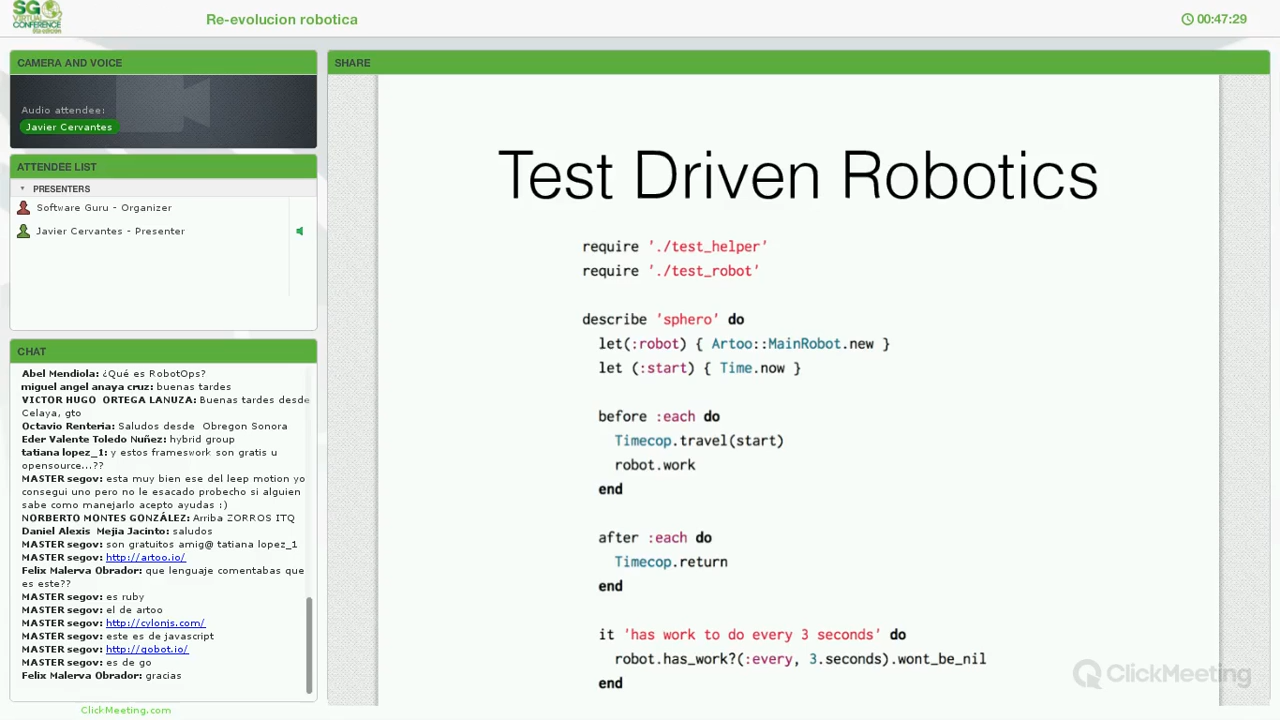 SG
VIRTUAL
CONFERENCE
Re-evolucion robotica
00:47:29
CAMERA AND VOICE
Audio attendee:
Javier Cervantes
ATTENDEE LIST
PRESENTERS
Software Guru - Organizer
Javier Cervantes - Presenter
CHAT
Abel Mendiola: ¿Qué es RobotOps?
miguel angel anaya cruz: buenas tardes
VICTOR HUGO ORTEGA LANUZA: Buenas tardes desde
Celaya, gto
Octavio Renteria: Saludos desde Obregon Sonora
Eder Valente Toledo Nuñez: hybrid group
tatiana lopez_1: y estos frameswork son gratis u
opensource...??
MASTER segov: esta muy bien ese del leep motion yo
consegui uno pero no le esacado probecho si alguien
sabe como manejarlo acepto ayudas :)
NORBERTO MONTES GONZÁLEZ: Arriba ZORROS ITQ
Daniel Alexis Mejia Jacinto: saludos
MASTER segov: son gratuitos amig@ tatiana lopez_1
MASTER segov: http://artoo.io/
Felix Malerva Obrador: que lenguaje comentabas que
es este??
MASTER segov: es ruby
MASTER segov: el de artoo
MASTER segov: http://cylonjs.com/
MASTER segov: este es de javascript
MASTER segov: http://gobot.io/
MASTER segov: es de go
Felix Malerva Obrador: gracias
ClickMeeting.com
SHARE
Test Driven Robotics
require './test_helper'
require './test_robot'
describe 'sphero' do
let(:robot) { Artoo::MainRobot.new }
let (:start) { Time.now }
before :each do
Timecop.travel(start)
robot.work
end
after :each do
Timecop.return
end
it 'has work to do every 3 seconds' do
robot.has_work?(:every, 3.seconds).wont_be_nil
end
ClickMeeting